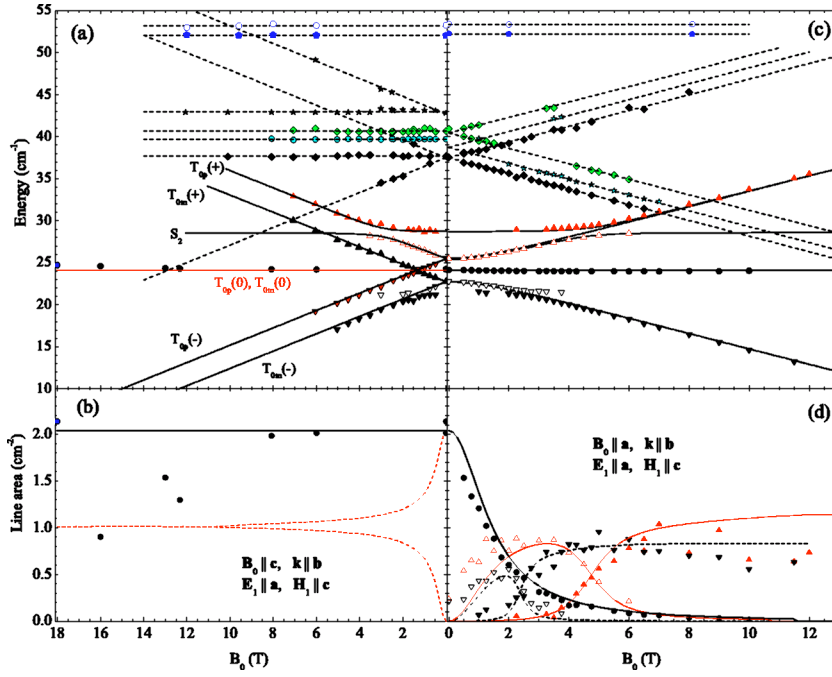 (a)
(c)
55
50
45
40
35
30
25
20
15
10
Energy (cm⁻¹)
T₀ₚ(+)
T₀ₘ(+)
S₂
T₀ₚ(0), T₀ₘ(0)
T₀ₚ(-)
T₀ₘ(-)
(b)
(d)
2.0
1.5
1.0
0.5
0.0
Line area (cm⁻²)
B₀ ∥ c, k ∥ b
E₁ ∥ a, H₁ ∥ c
B₀ ∥ a, k ∥ b
E₁ ∥ a, H₁ ∥ c
18 16 14 12 10 8 6 4 2 0 2 4 6 8 10 12
B₀ (T)
B₀ (T)